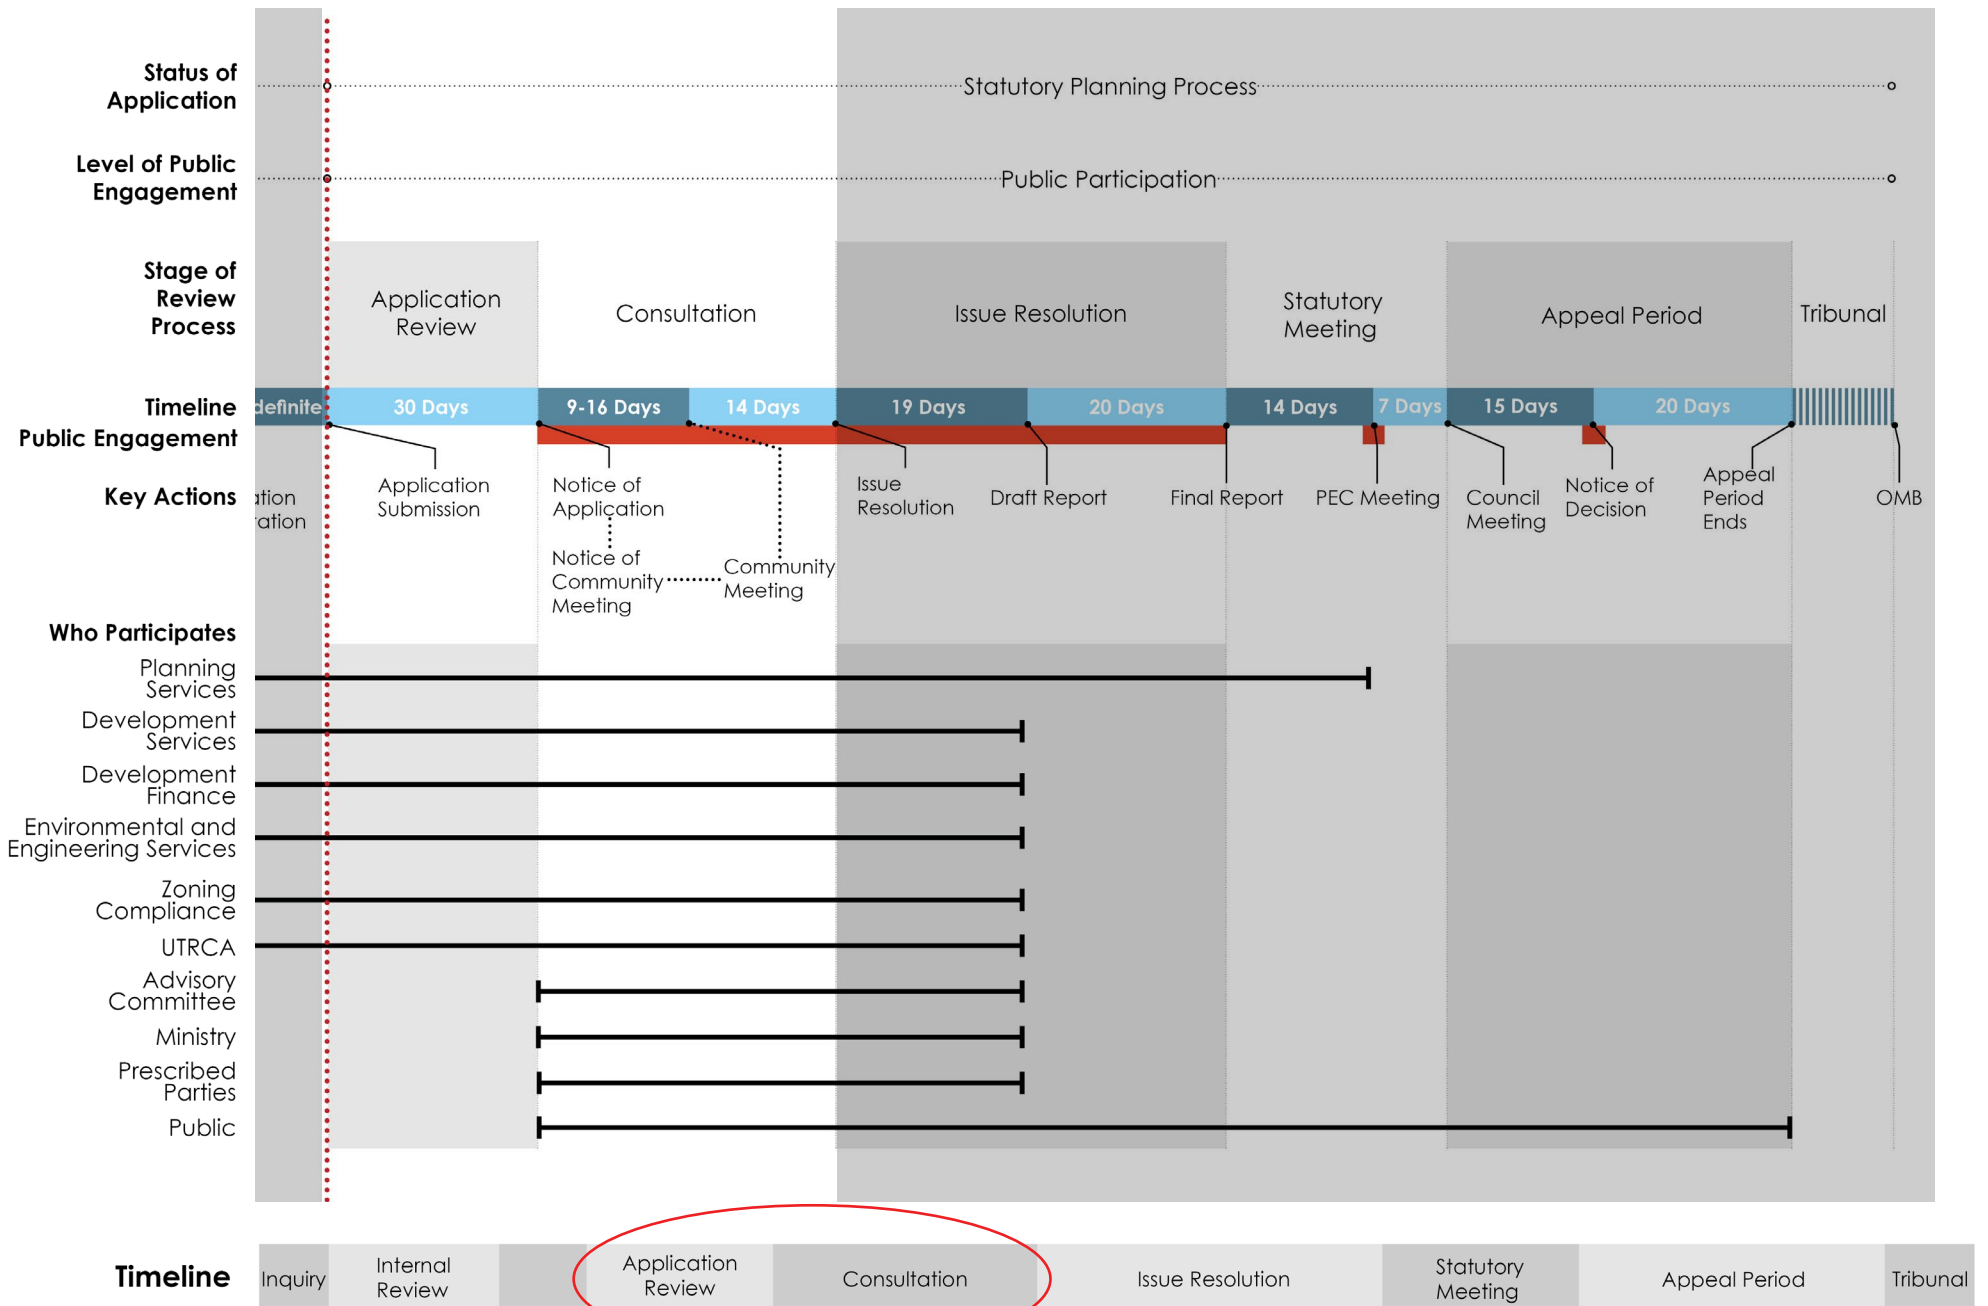 Status of
Application
Statutory Planning Process
Level of Public
Engagement
Public Participation
Stage of
Review
Process
Application
Review
Consultation
Issue Resolution
Statutory
Meeting
Appeal Period
Tribunal
Timeline
definite
30 Days
9-16 Days
14 Days
19 Days
20 Days
14 Days
7 Days
15 Days
20 Days
Public Engagement
Key Actions
ation
ration
Application
Submission
Notice of
Application
Notice of
Community
Meeting
Community
Meeting
Issue
Resolution
Draft Report
Final Report
PEC Meeting
Council
Meeting
Notice of
Decision
Appeal
Period
Ends
OMB
Who Participates
Planning
Services
Development
Services
Development
Finance
Environmental and
Engineering Services
Zoning
Compliance
UTRCA
Advisory
Committee
Ministry
Prescribed
Parties
Public
Timeline
Inquiry
Internal
Review
Application
Review
Consultation
Issue Resolution
Statutory
Meeting
Appeal Period
Tribunal